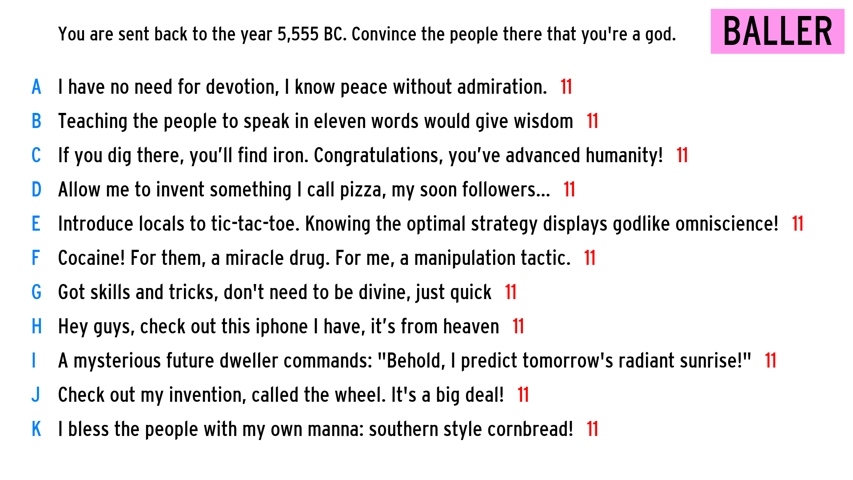 You are sent back to the year 5,555 BC. Convince the people there that you're a god.
BALLER
A I have no need for devotion, I know peace without admiration. 11
B Teaching the people to speak in eleven words would give wisdom 11
C If you dig there, you’ll find iron. Congratulations, you’ve advanced humanity! 11
D Allow me to invent something I call pizza, my soon followers... 11
E Introduce locals to tic-tac-toe. Knowing the optimal strategy displays godlike omniscience! 11
F Cocaine! For them, a miracle drug. For me, a manipulation tactic. 11
G Got skills and tricks, don't need to be divine, just quick 11
H Hey guys, check out this iphone I have, it’s from heaven 11
I A mysterious future dweller commands: "Behold, I predict tomorrow's radiant sunrise!" 11
J Check out my invention, called the wheel. It's a big deal! 11
K I bless the people with my own manna: southern style cornbread! 11